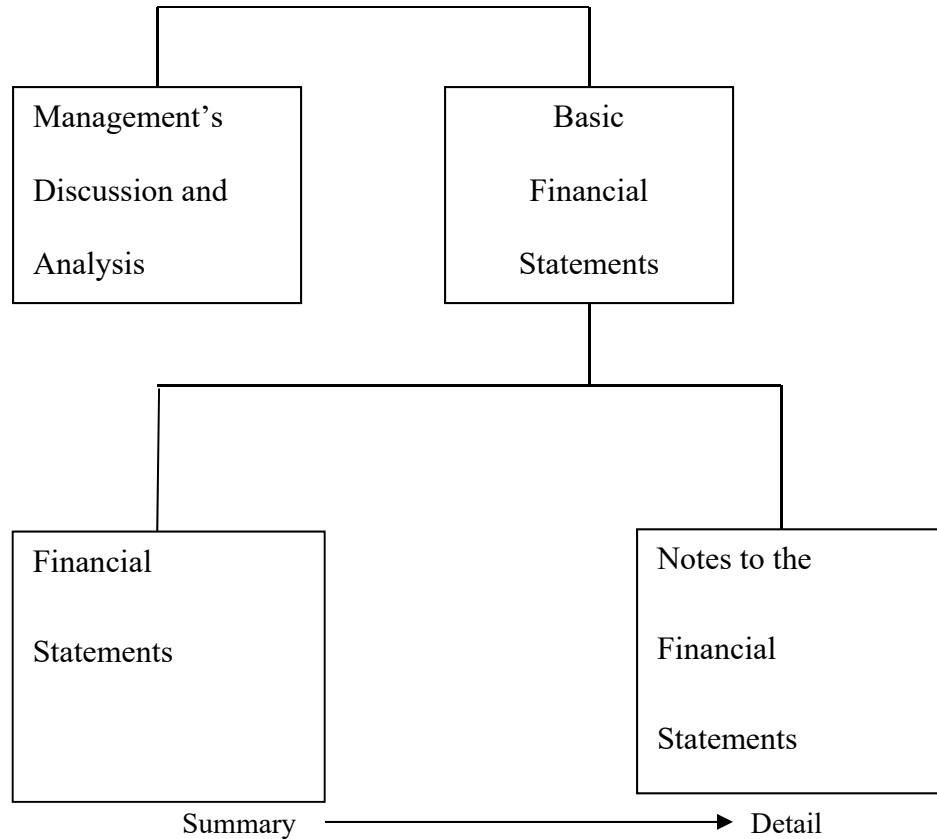 Management’s
Discussion and
Analysis
Basic
Financial
Statements
Financial
Statements
Notes to the
Financial
Statements
Summary
Detail